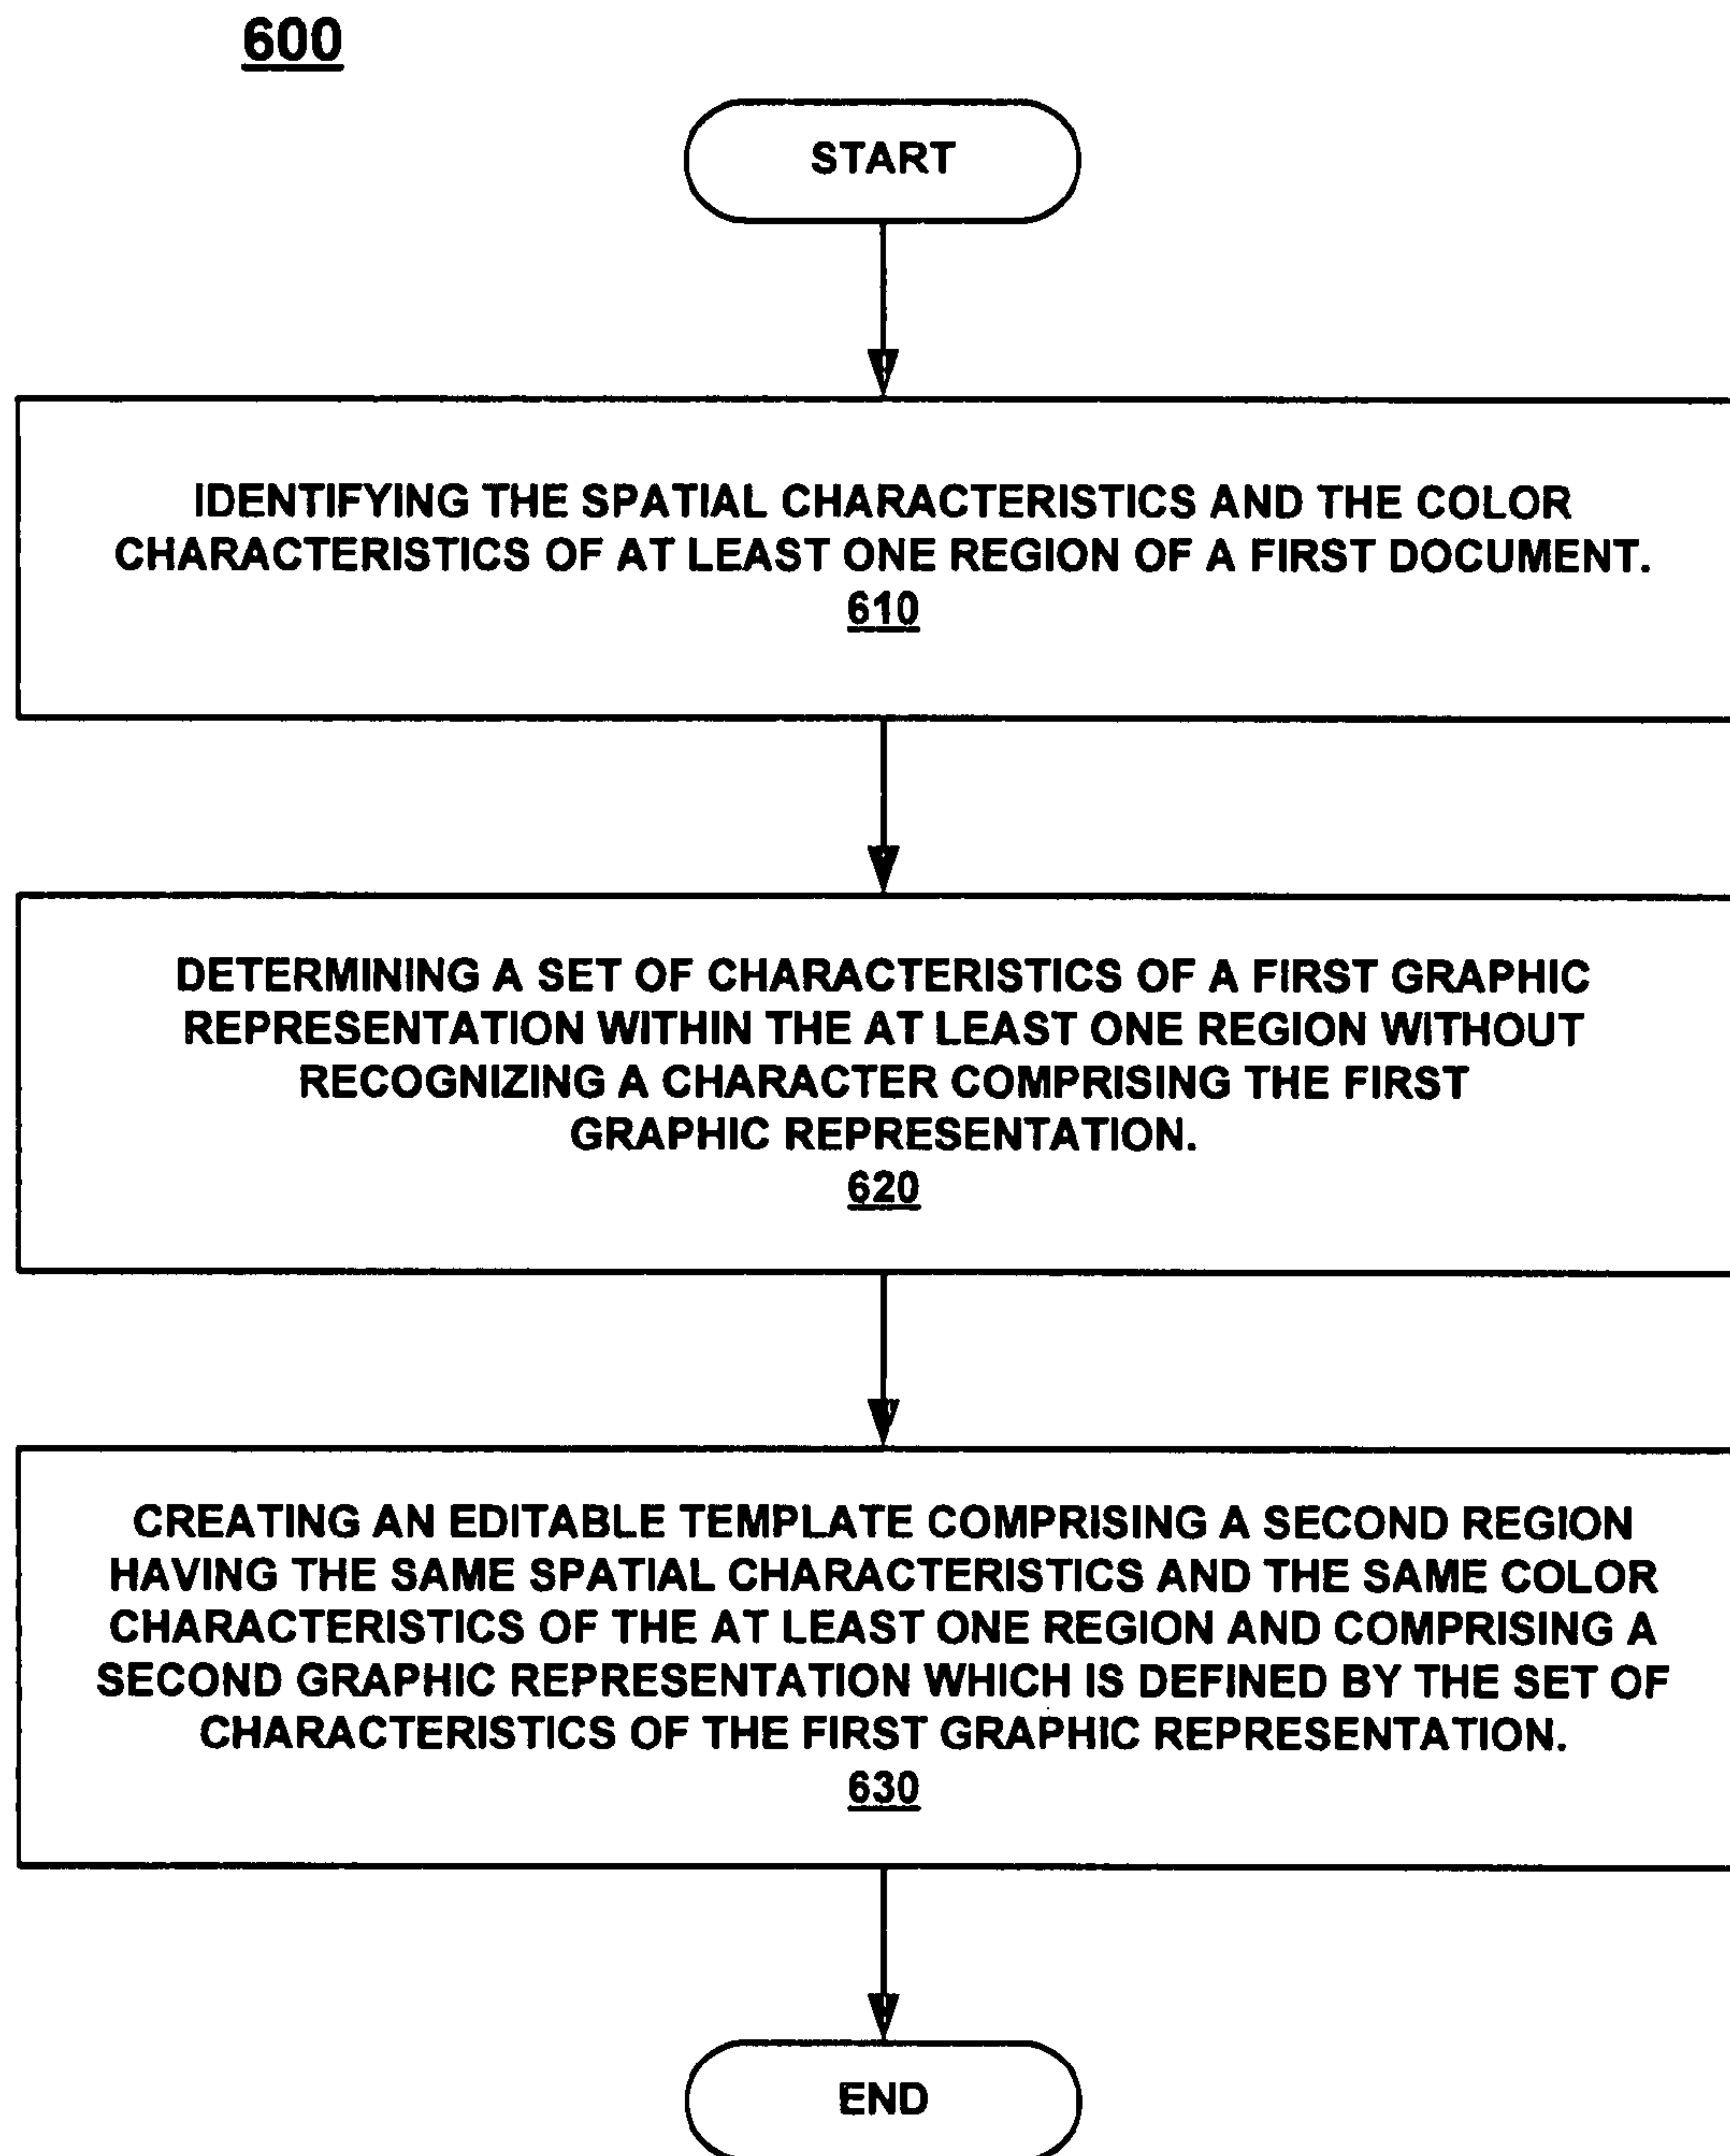 600
START
IDENTIFYING THE SPATIAL CHARACTERISTICS AND THE COLOR
CHARACTERISTICS OF AT LEAST ONE REGION OF A FIRST DOCUMENT.
610
DETERMINING A SET OF CHARACTERISTICS OF A FIRST GRAPHIC
REPRESENTATION WITHIN THE AT LEAST ONE REGION WITHOUT
RECOGNIZING A CHARACTER COMPRISING THE FIRST
GRAPHIC REPRESENTATION.
620
CREATING AN EDITABLE TEMPLATE COMPRISING A SECOND REGION
HAVING THE SAME SPATIAL CHARACTERISTICS AND THE SAME COLOR
CHARACTERISTICS OF THE AT LEAST ONE REGION AND COMPRISING A
SECOND GRAPHIC REPRESENTATION WHICH IS DEFINED BY THE SET OF
CHARACTERISTICS OF THE FIRST GRAPHIC REPRESENTATION.
630
END